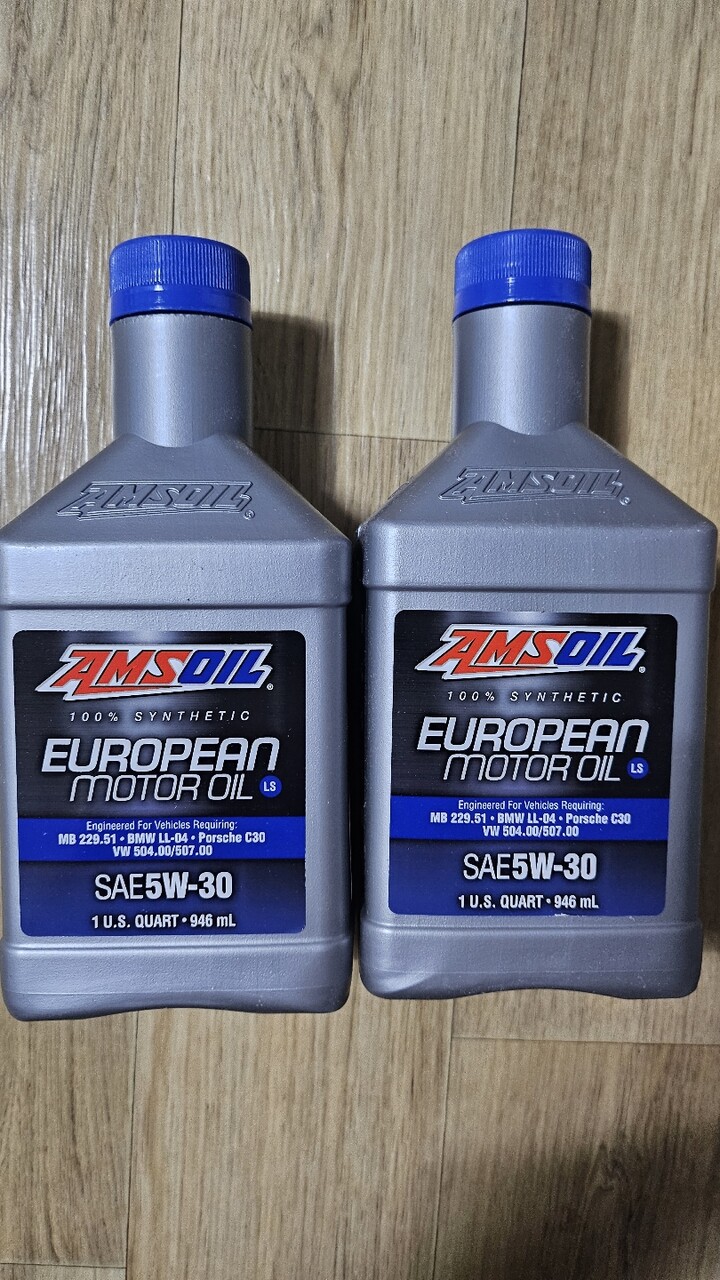 AMSOIL®
AMSOIL®
100% SYNTHETIC
EUROPEAN
MOTOR OIL LS
Engineered For Vehicles Requiring:
MB 229.51 • BMW LL-04 • Porsche C30
VW 504.00/507.00
SAE5W-30
1 U.S. QUART • 946 mL
AMSOIL®
AMSOIL®
100% SYNTHETIC
EUROPEAN
MOTOR OIL LS
Engineered For Vehicles Requiring:
MB 229.51 • BMW LL-04 • Porsche C30
VW 504.00/507.00
SAE5W-30
1 U.S. QUART • 946 mL